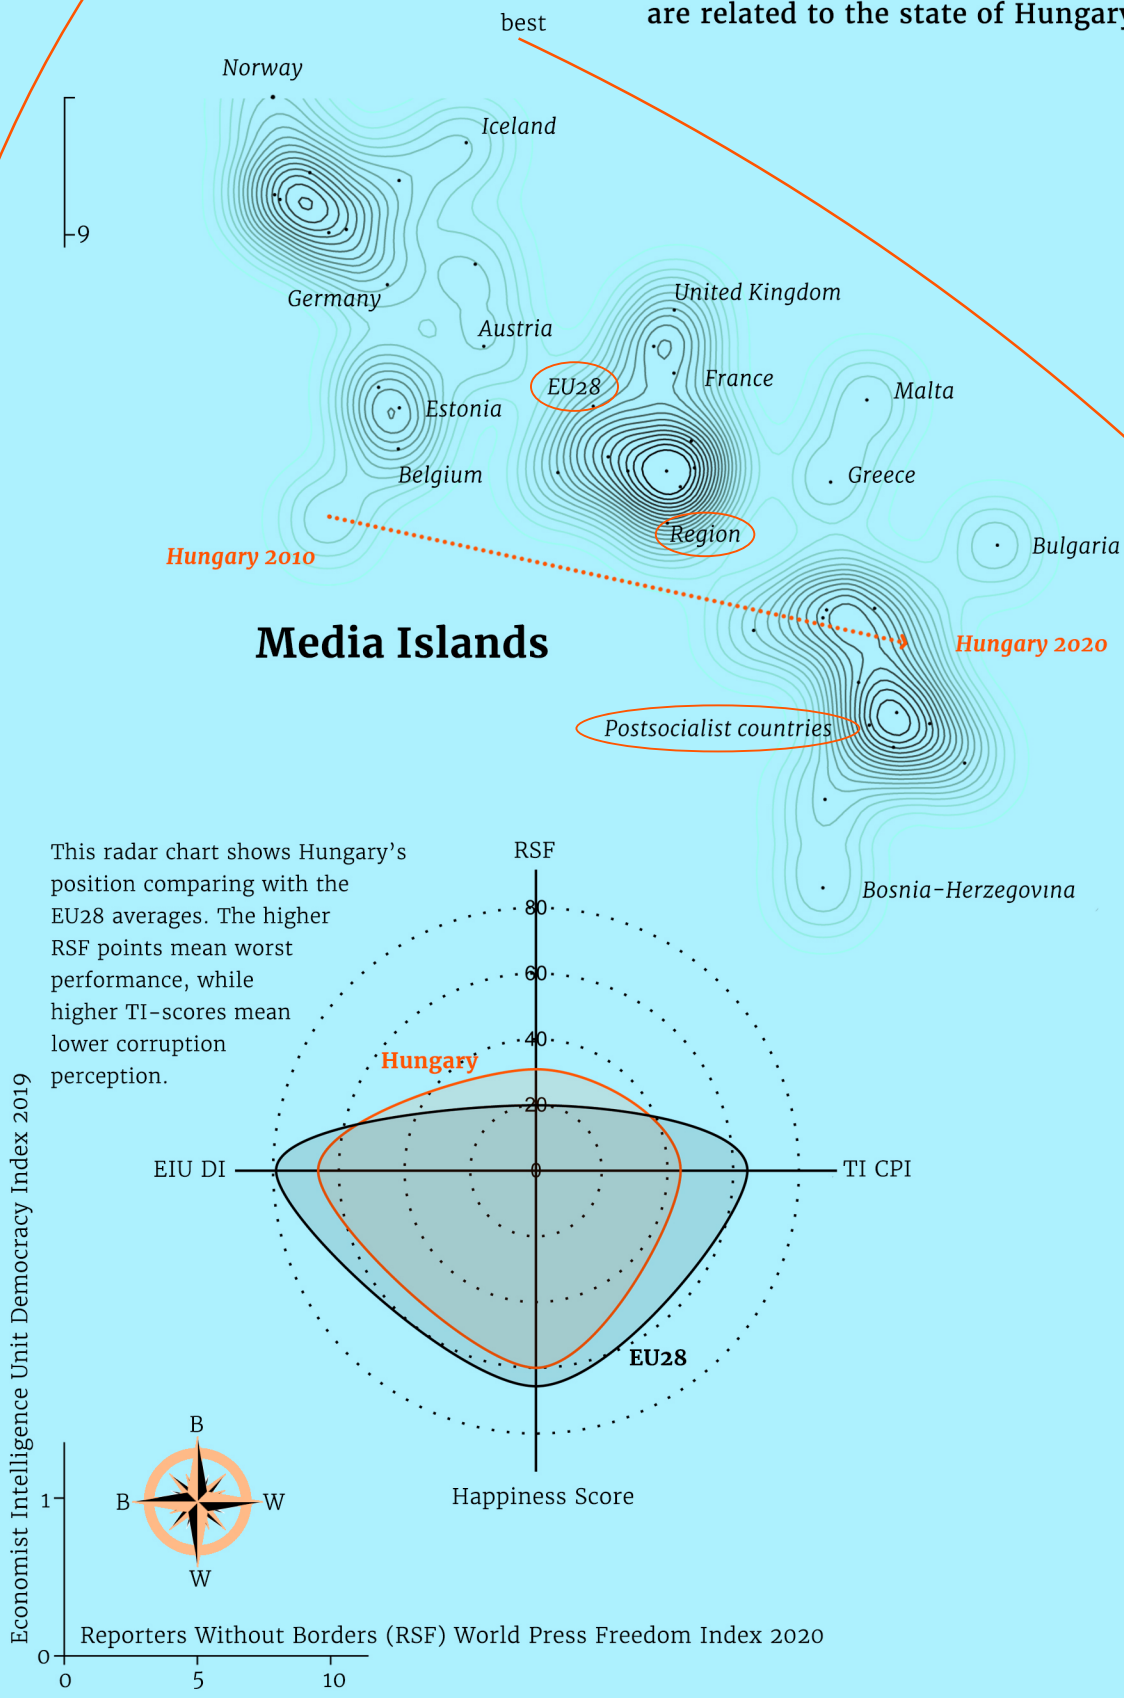 are related to the state of Hungary
best
Norway
Iceland
9
Germany
United Kingdom
Austria
EU28
France
Malta
Estonia
Belgium
Greece
Region
Bulgaria
Hungary 2010
Media Islands
Hungary 2020
Postsocialist countries
Bosnia-Herzegovina
This radar chart shows Hungary’s
position comparing with the
EU28 averages. The higher
RSF points mean worst
performance, while
higher TI-scores mean
lower corruption
perception.
RSF
80
60
40
Hungary
20
EIU DI
0
TI CPI
EU28
Happiness Score
Economist Intelligence Unit Democracy Index 2019
B
1
B
W
W
Reporters Without Borders (RSF) World Press Freedom Index 2020
0
0
5
10